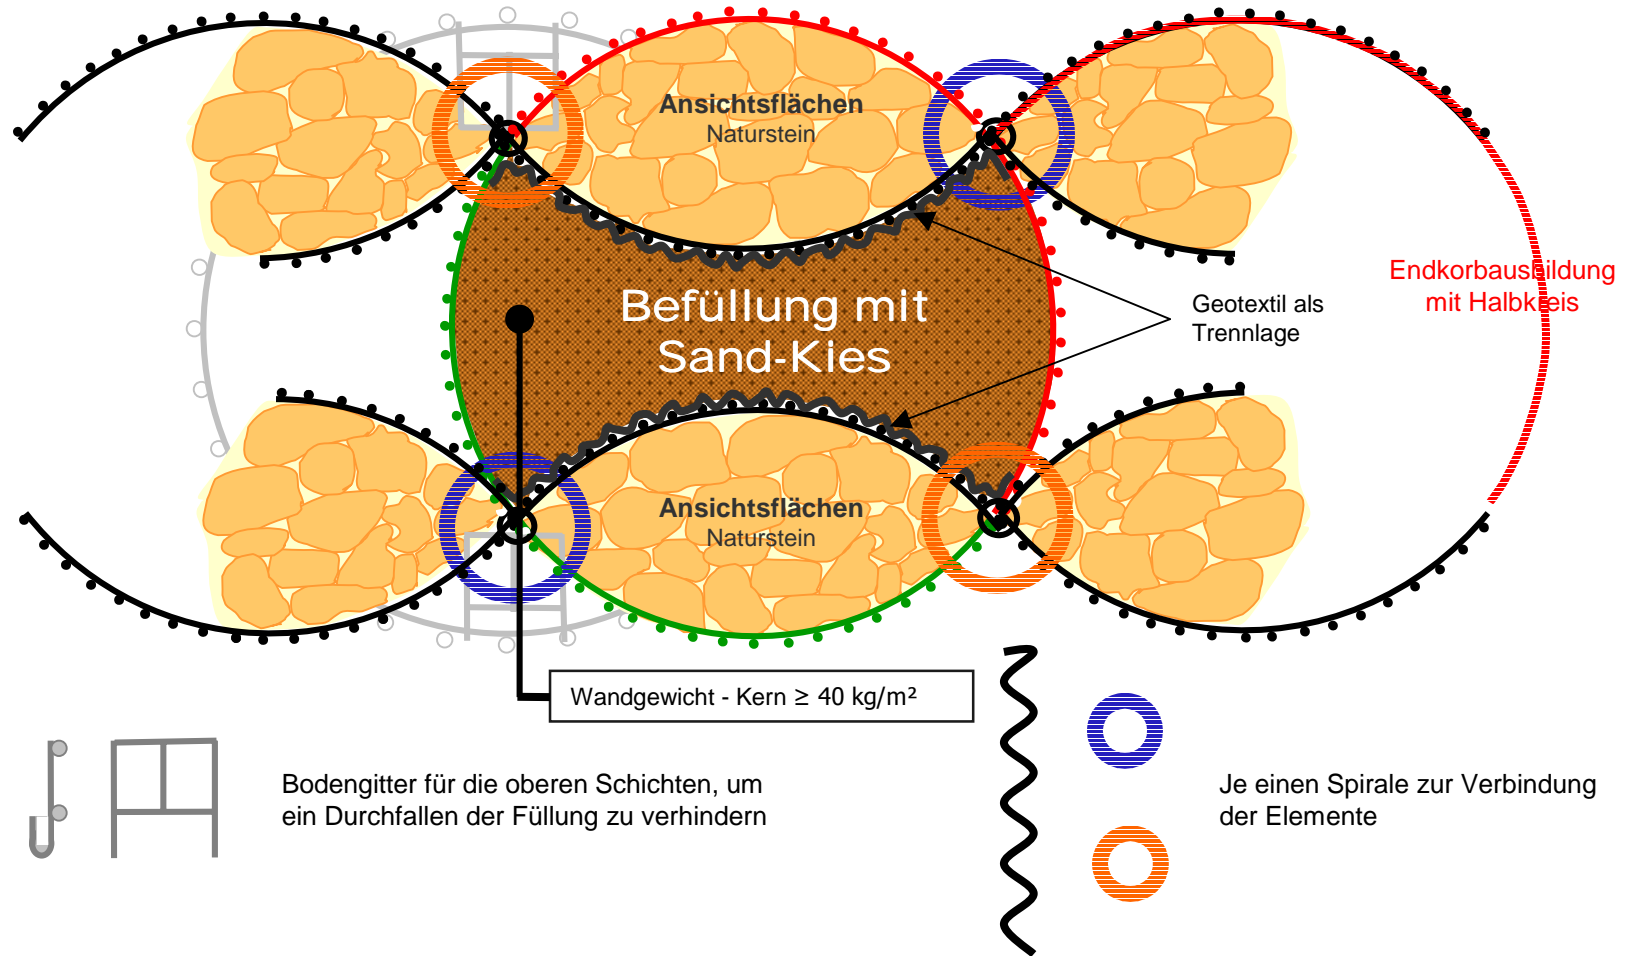 Ansichtsflächen
Naturstein
Befüllung mit
Sand-Kies
Geotextil als
Trennlage
Endkorbausbildung
mit Halbkreis
Ansichtsflächen
Naturstein
Wandgewicht - Kern ≥ 40 kg/m²
Bodengitter für die oberen Schichten, um
ein Durchfallen der Füllung zu verhindern
Je einen Spirale zur Verbindung
der Elemente